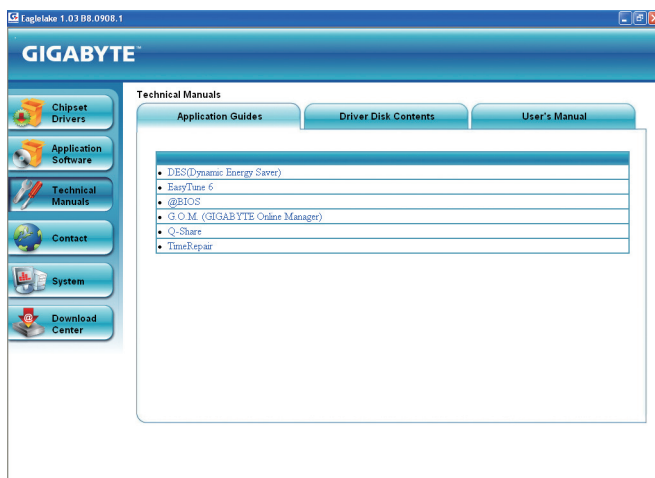 Eaglelake 1.03 B8.0908.1
GIGABYTE™
Chipset
Drivers
Application
Software
Technical
Manuals
Contact
System
Download
Center
Technical Manuals
Application Guides
Driver Disk Contents
User's Manual
DES(Dynamic Energy Saver)
EasyTune 6
@BIOS
G.O.M. (GIGABYTE Online Manager)
Q-Share
TimeRepair